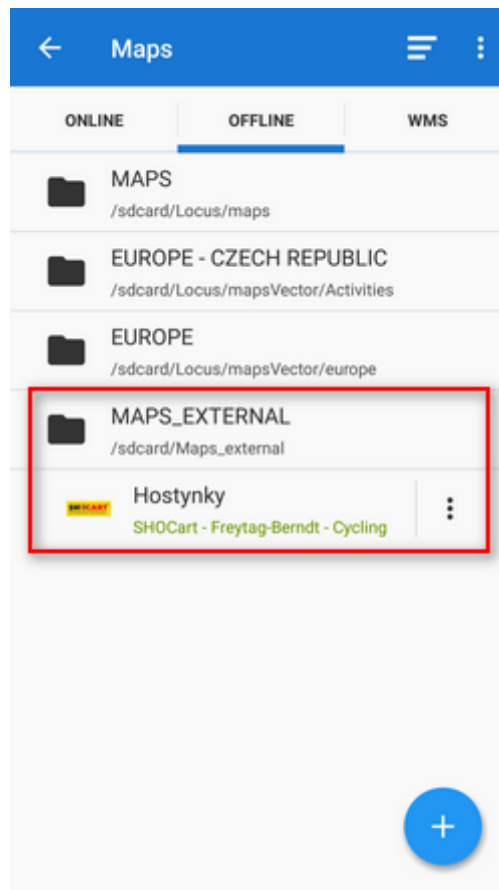 Maps
ONLINE OFFLINE WMS
MAPS
/sdcard/Locus/maps
EUROPE - CZECH REPUBLIC
/sdcard/Locus/mapsVector/Activities
EUROPE
/sdcard/Locus/mapsVector/europe
MAPS_EXTERNAL
/sdcard/Maps_external
Hostynky
SHOCART
SHOCart - Freytag-Berndt - Cycling